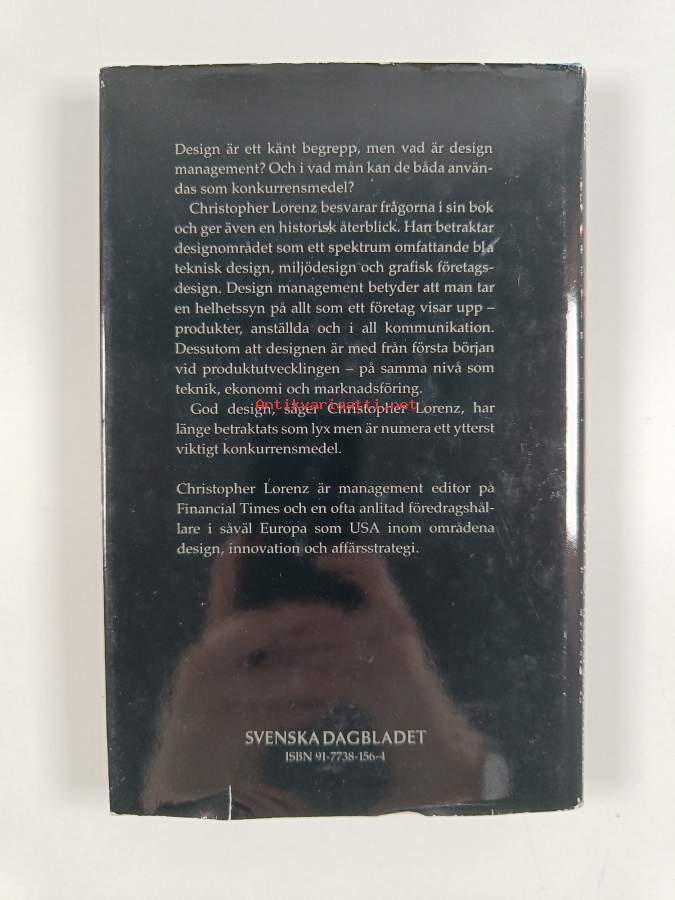 Design är ett känt begrepp, men vad är design
management? Och i vad mån kan de båda använ-
das som konkurrensmedel?
Christopher Lorenz besvarar frågorna i sin bok
och ger även en historisk återblick. Han betraktar
designområdet som ett spektrum omfattande bla
teknisk design, miljödesign och grafisk företags-
design. Design management betyder att man tar
en helhetssyn på allt som ett företag visar upp –
produkter, anställda och i all kommunikation.
Dessutom att designen är med från första början
vid produktutvecklingen – på samma nivå som
teknik, ekonomi och marknadsföring.
Antikvariaatti.net
God design, säger Christopher Lorenz, har
länge betraktats som lyx men är numera ett ytterst
viktigt konkurrensmedel.
Christopher Lorenz är management editor på
Financial Times och en ofta anlitad föredragshål-
lare i såväl Europa som USA inom områdena
design, innovation och affärsstrategi.
SVENSKA DAGBLADET
ISBN 91-7738-156-4